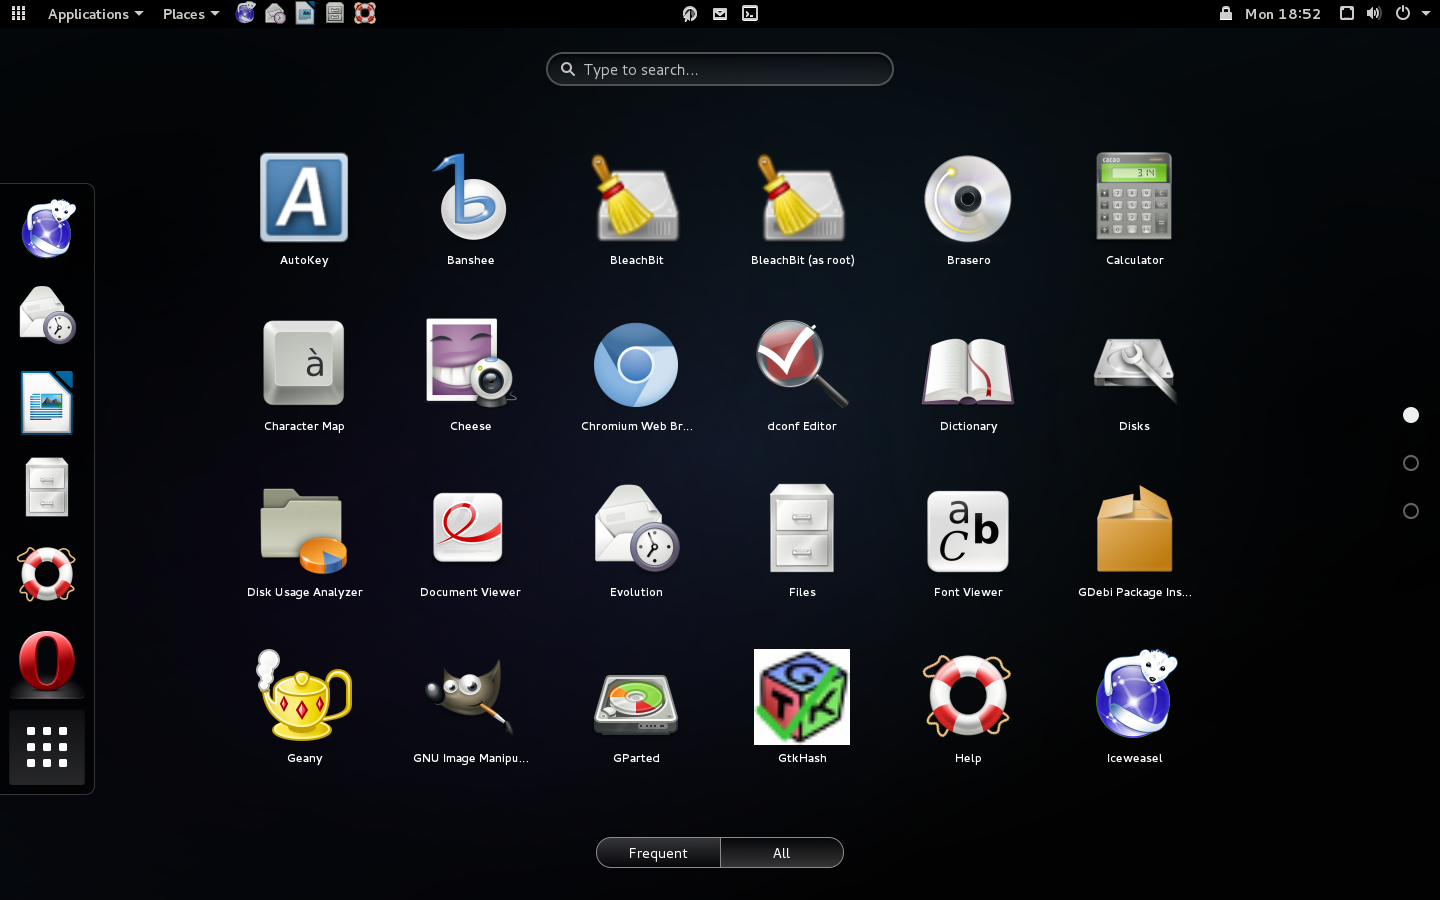 Applications Places Mon 18:52
Type to search...
AutoKey Banshee BleachBit BleachBit (as root) Brasero Calculator
Character Map Cheese Chromium Web Br... dconf Editor Dictionary Disks
Disk Usage Analyzer Document Viewer Evolution Files Font Viewer GDebi Package Ins...
Geany GNU Image Manipu... GParted GtkHash Help Iceweasel
Frequent All